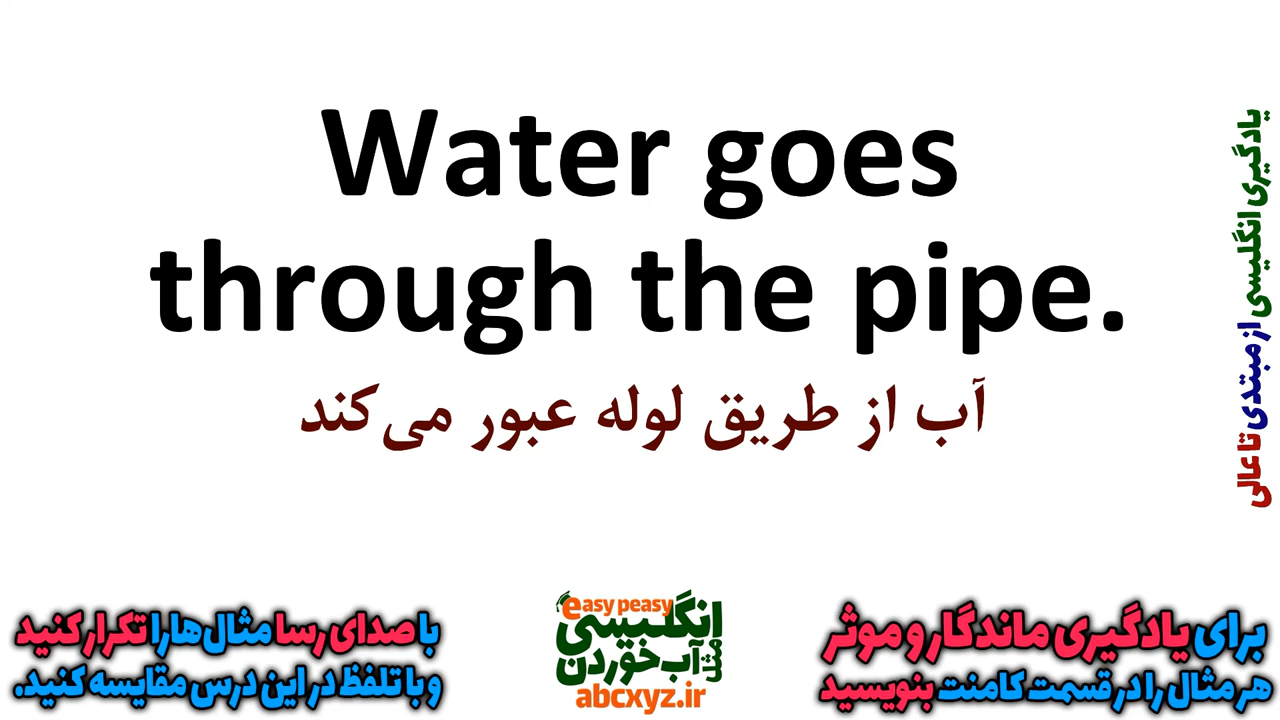 Water goes
through the pipe.
آب از طریق لوله عبور می‌کند
یادگیری انگلیسی از مبتدی تا عالی
برای یادگیری ماندگار و موثر
هر مثال را در قسمت کامنت بنویسید
easy peasy
انگلیسی
مثل آب خوردن
abcxyz.ir
با صدای رسا مثال‌ها را تکرار کنید
و با تلفظ در این درس مقایسه کنید.